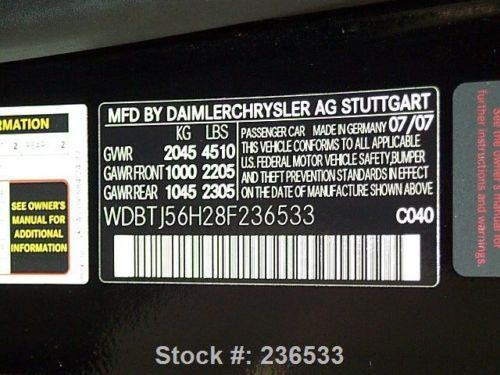 RMATION
2 REAR 2
SEE OWNER'S
MANUAL FOR
ADDITIONAL
INFORMATION
MFD BY DAIMLERCHRYSLER AG STUTTGART
KG LBS
GVWR 2045 4510
GAWR FRONT 1000 2205
GAWR REAR 1045 2305
PASSENGER CAR MADE IN GERMANY 07/07
THIS VEHICLE CONFORMS TO ALL APPLICABLE
U.S. FEDERAL MOTOR VEHICLE SAFETY, BUMPER
AND THEFT PREVENTION STANDARDS IN EFFECT
ON THE DATE OF MANUFACTURE SHOWN ABOVE.
WDBTJ56H28F236533
C040
See owner's
manual for
further instructions
and warnings.
Stock #: 236533